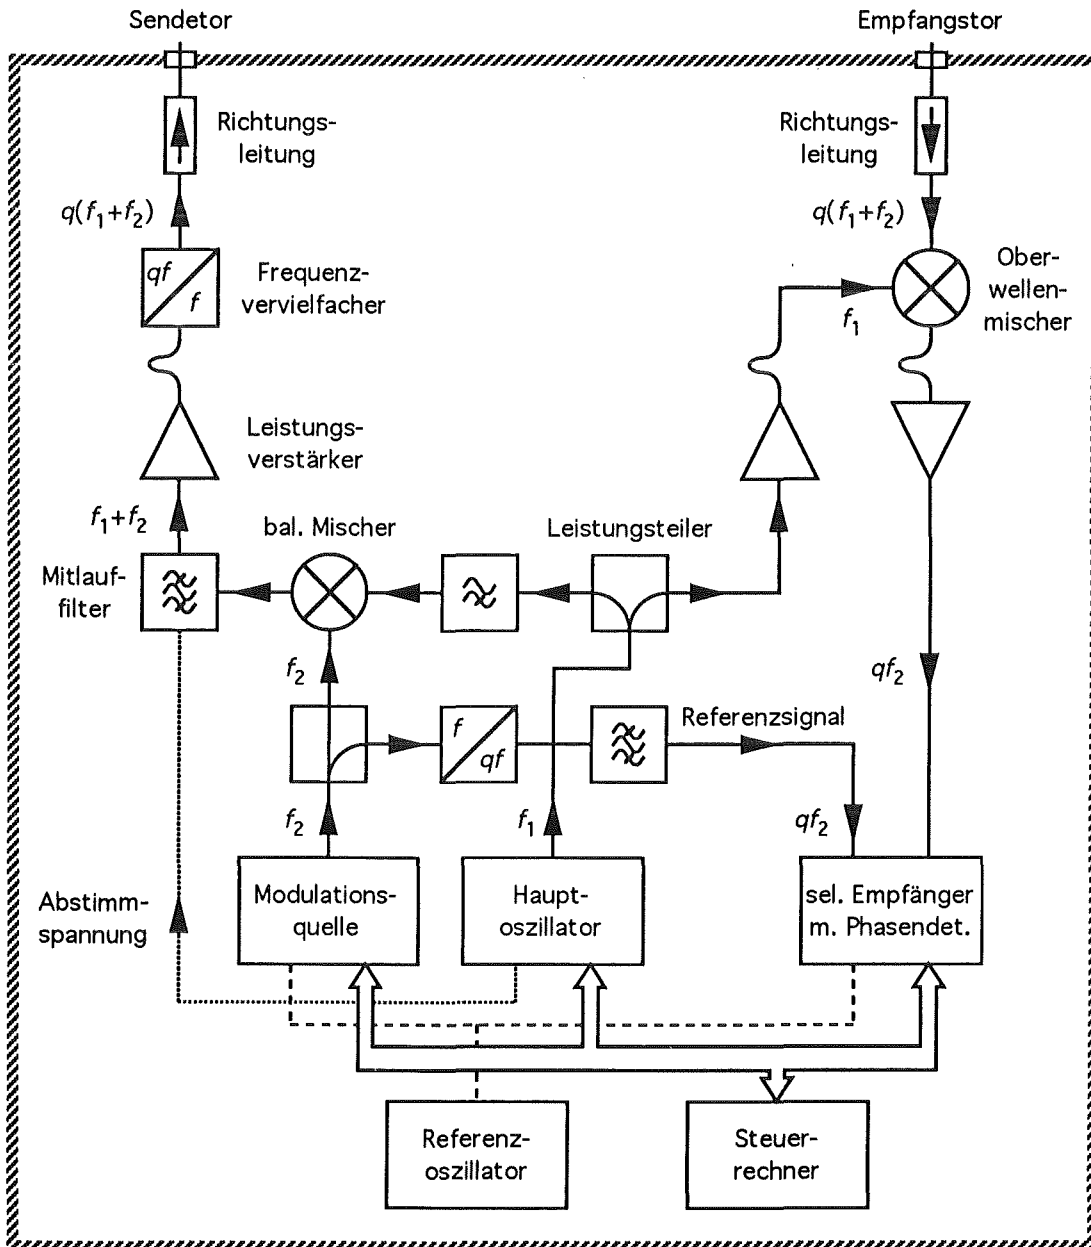 Sendetor
Empfangstor
Richtungs-
leitung
Richtungs-
leitung
q(f₁+f₂)
q(f₁+f₂)
qf
f
Frequenz-
vervielfacher
Ober-
wellen-
mischer
f₁
Leistungs-
verstärker
f₁+f₂
bal. Mischer
Leistungsteiler
Mitlauf-
filter
f₂
qf₂
f
qf
Referenzsignal
f₂
f₁
qf₂
Abstimm-
spannung
Modulations-
quelle
Haupt-
oszillator
sel. Empfänger
m. Phasendet.
Referenz-
oszillator
Steuer-
rechner